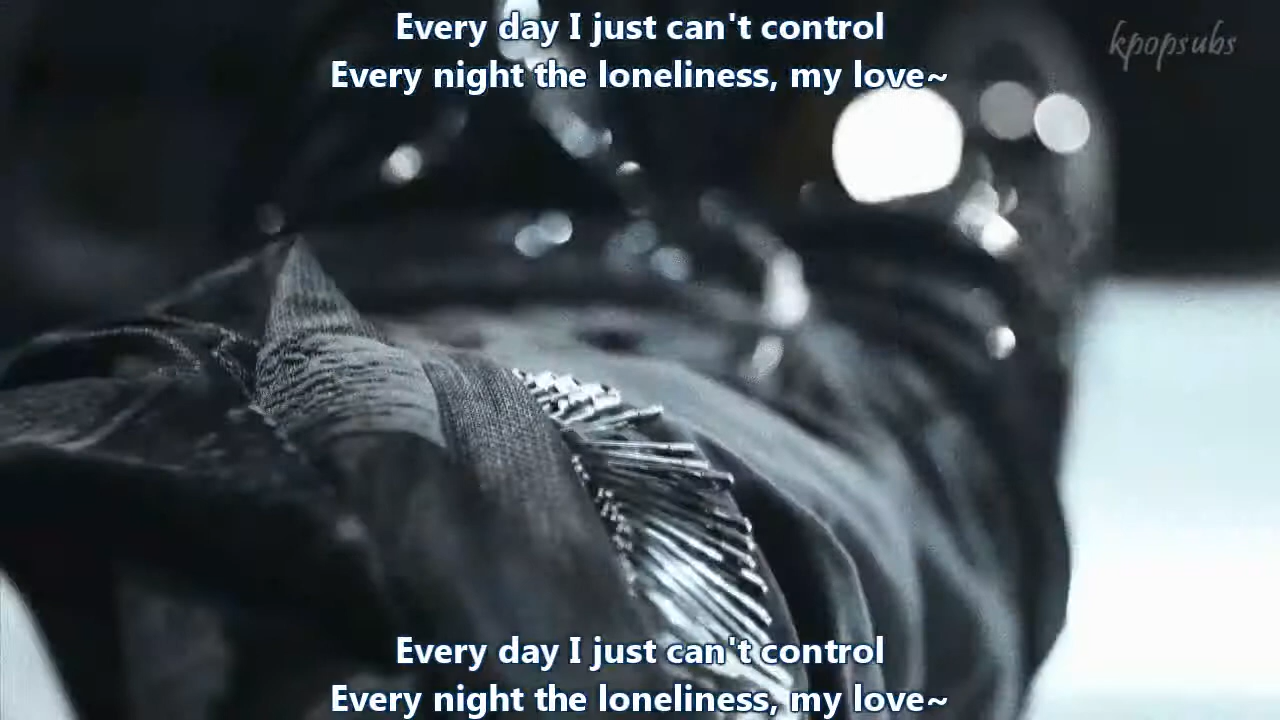 Every day I just can't control
Every night the loneliness, my love~
kpopsubs
Every day I just can't control
Every night the loneliness, my love~